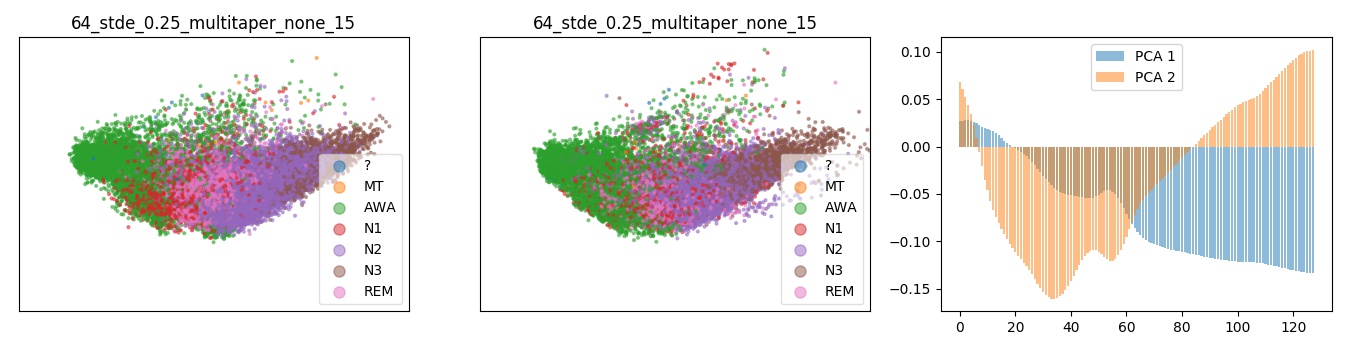 64_stde_0.25_multitaper_none_15
?
MT
AWA
N1
N2
N3
REM
64_stde_0.25_multitaper_none_15
?
MT
AWA
N1
N2
N3
REM
PCA 1
PCA 2
0.10
0.05
0.00
−0.05
−0.10
−0.15
0 20 40 60 80 100 120